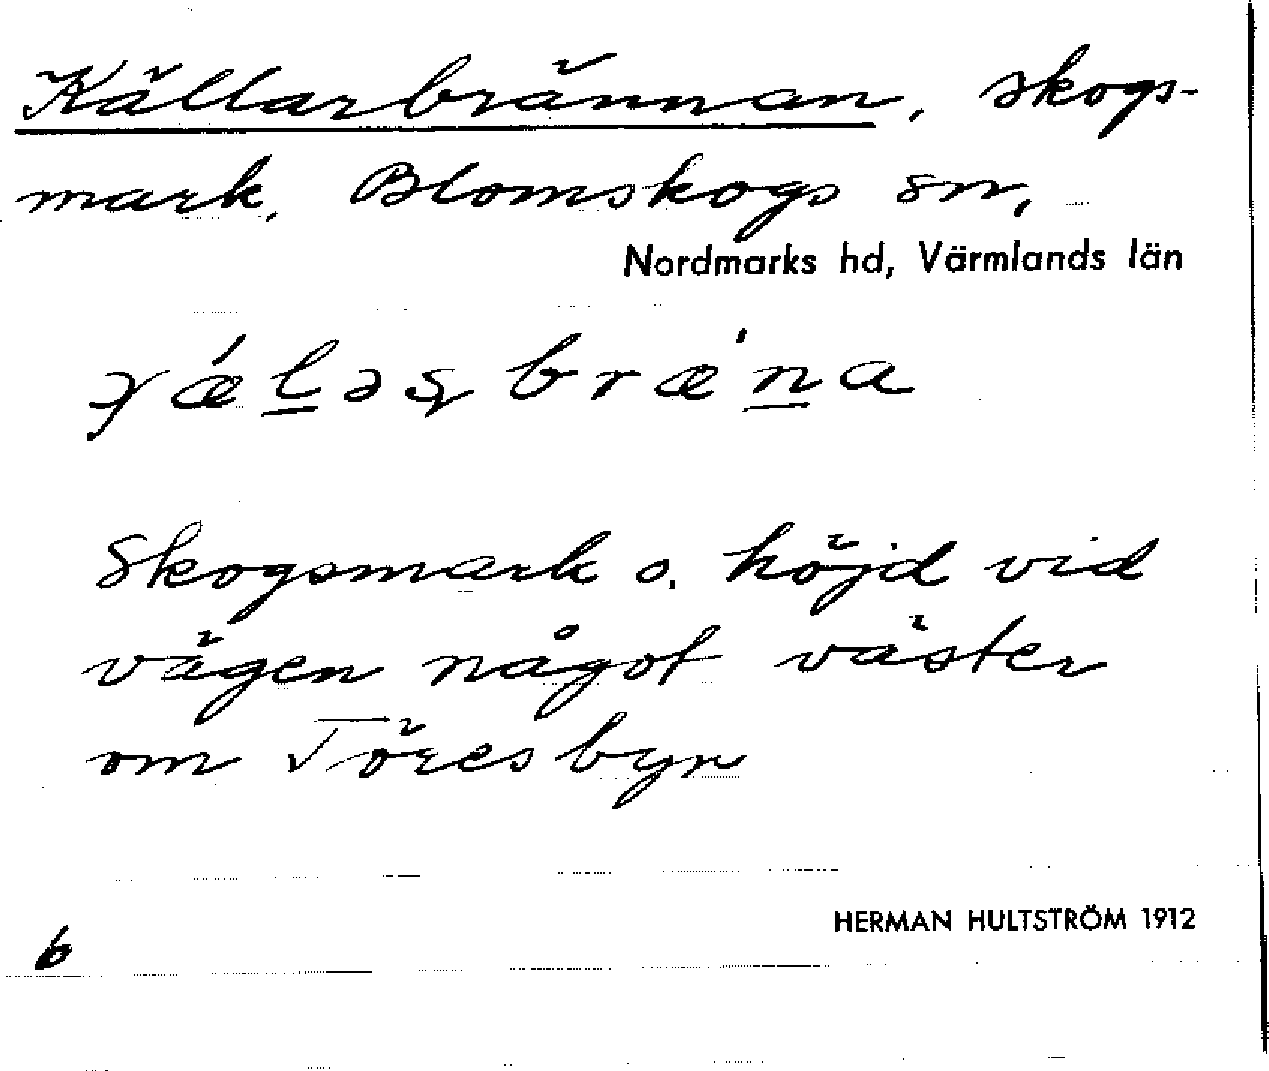 Källarbrännan, skogs-
mark, Blomskogs sn,
Nordmarks hd, Värmlands län
Skogsmark o. höjd vid
vägen något väster
om Töresbyn
HERMAN HULTSTRÖM 1912
6